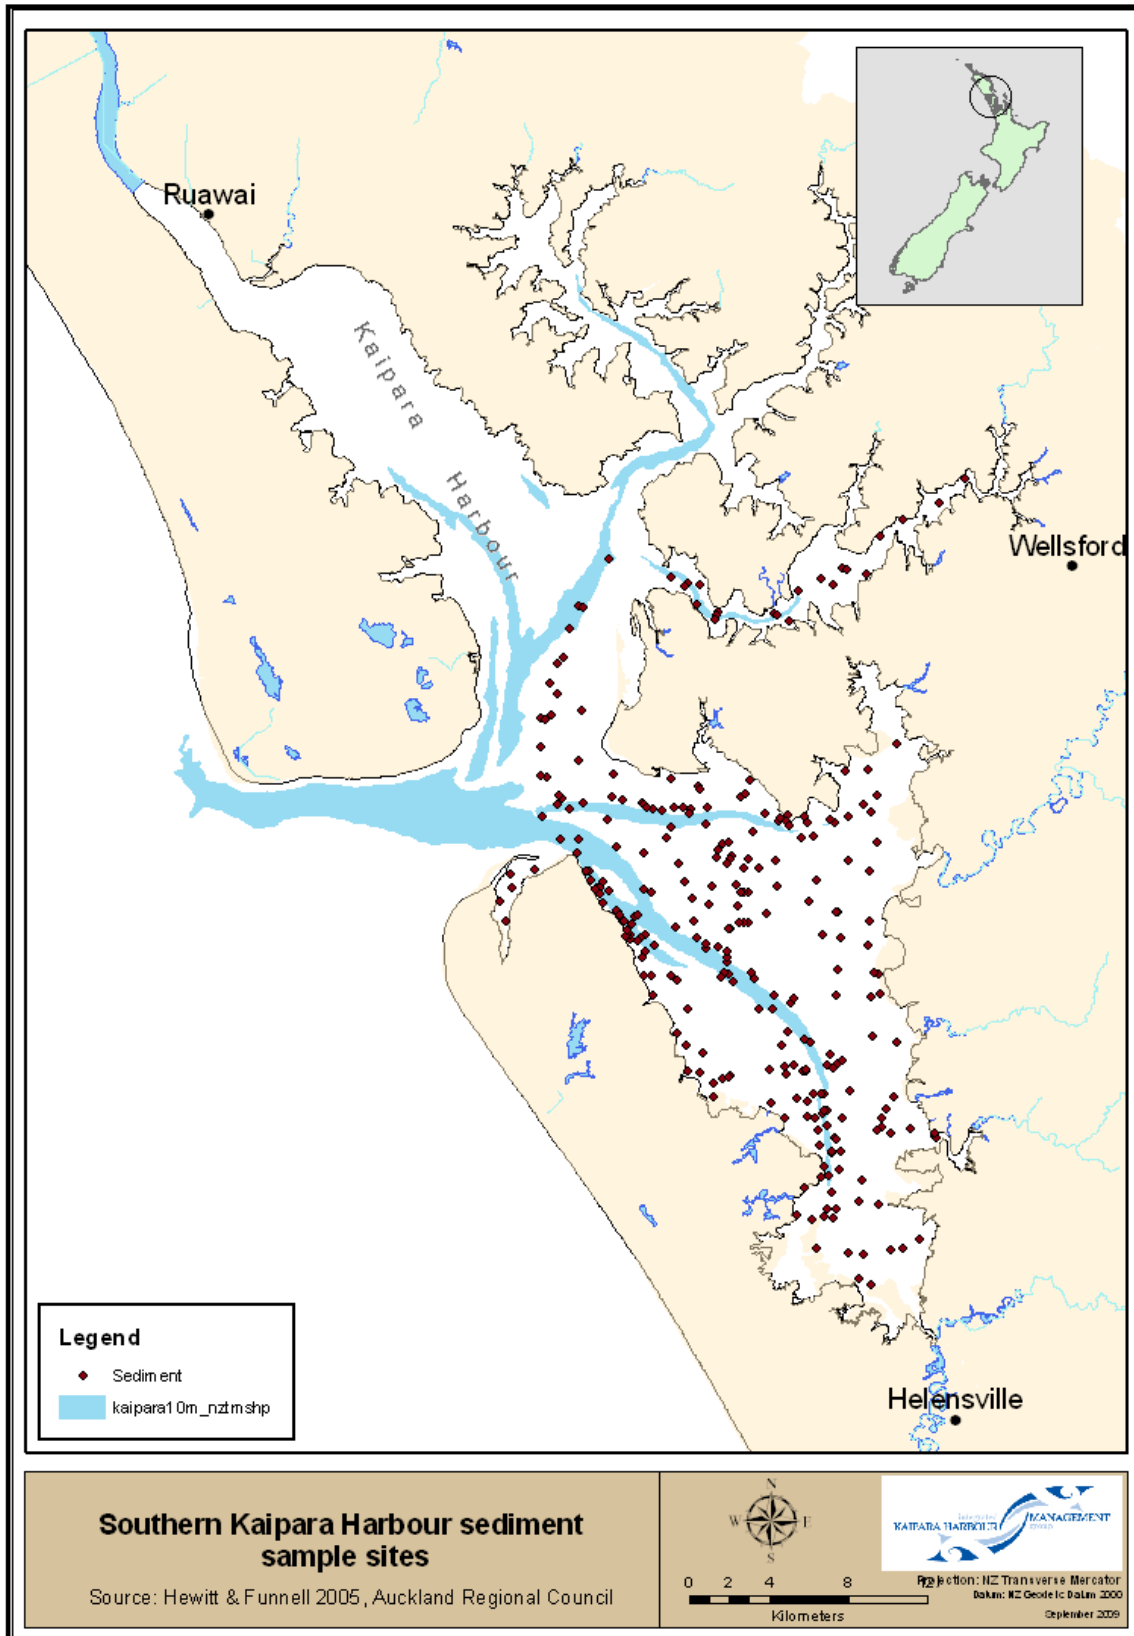 Ruawai
Kaipara
Harbour
Wellsford
Helensville
Legend
Sediment
kaipara10m_nztmshp
Southern Kaipara Harbour sediment
sample sites
Source: Hewitt & Funnell 2005, Auckland Regional Council
N
W E
S
0 2 4 8 12
Kilometers
Integrated
KAIPARA HARBOUR MANAGEMENT
Group
Projection: NZ Transverse Mercator
Datum: NZ Geodetic Datum 2000
September 2009